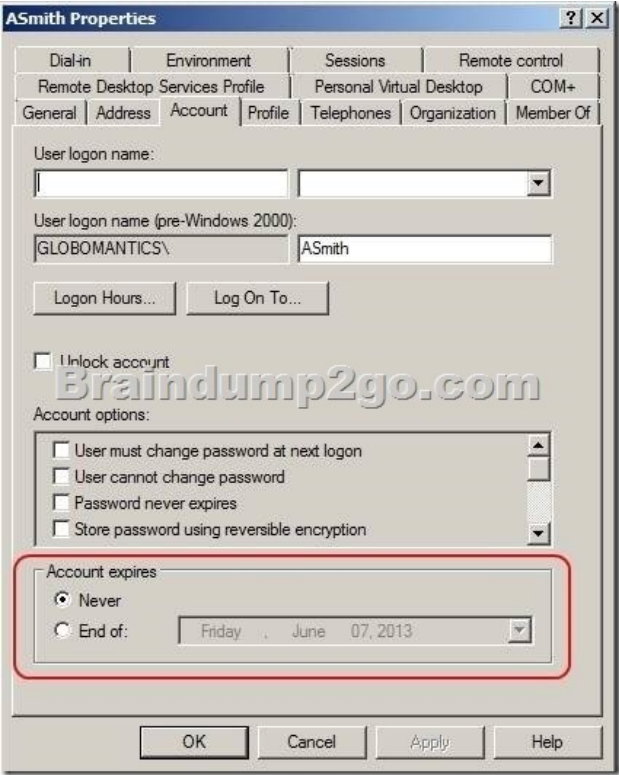 ASmith Properties
Dial-in Environment Sessions Remote control
Remote Desktop Services Profile Personal Virtual Desktop COM+
General Address Account Profile Telephones Organization Member Of
User logon name:
User logon name (pre-Windows 2000):
GLOBOMANTICS\ ASmith
Logon Hours... Log On To...
Unlock account
Braindump2go.com
Account options:
User must change password at next logon
User cannot change password
Password never expires
Store password using reversible encryption
Account expires
Never
End of: Friday , June 07, 2013
OK Cancel Apply Help